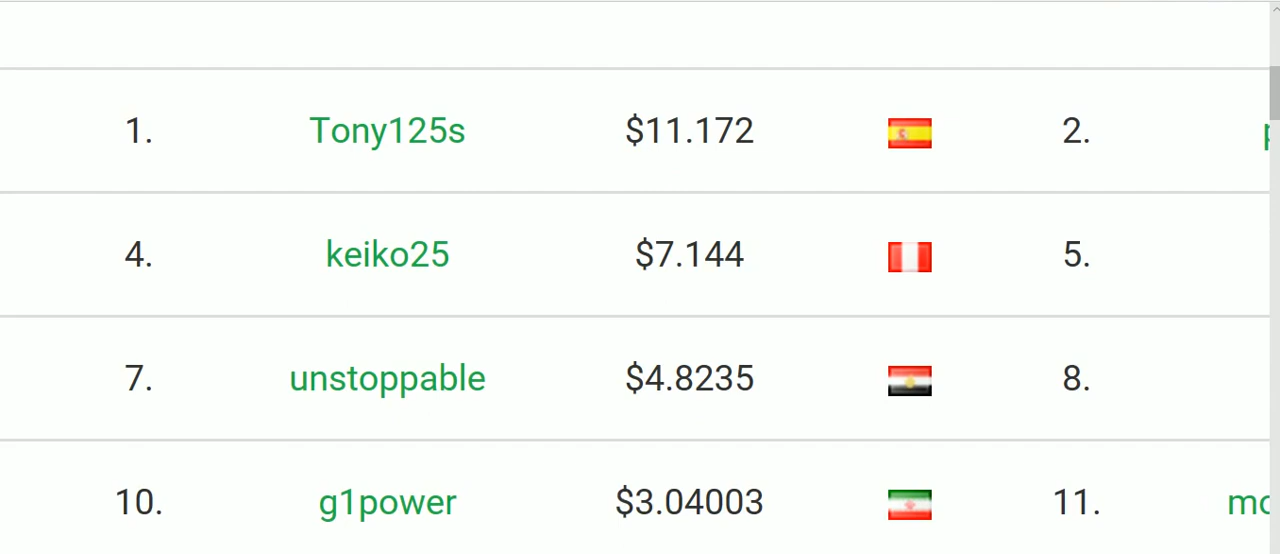 1. Tony125s $11.172 2.
4. keiko25 $7.144 5.
7. unstoppable $4.8235 8.
10. g1power $3.04003 11.